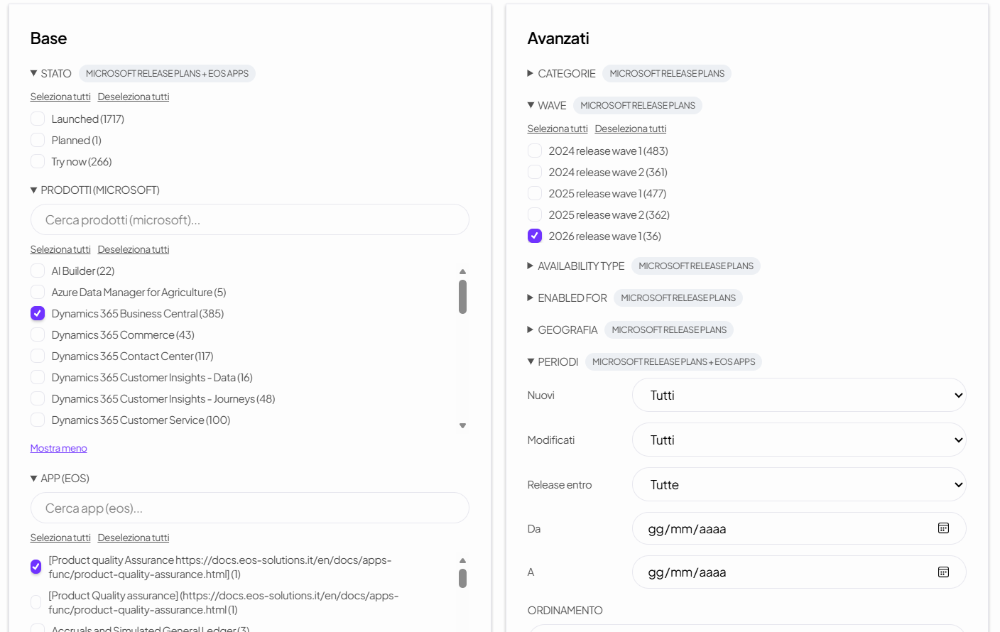 Base
STATO MICROSOFT RELEASE PLANS + EOS APPS
Seleziona tutti Deseleziona tutti
Launched (1717)
Planned (1)
Try now (266)
PRODOTTI (MICROSOFT)
Cerca prodotti (microsoft)...
Seleziona tutti Deseleziona tutti
AI Builder (22)
Azure Data Manager for Agriculture (5)
Dynamics 365 Business Central (385)
Dynamics 365 Commerce (43)
Dynamics 365 Contact Center (117)
Dynamics 365 Customer Insights - Data (16)
Dynamics 365 Customer Insights - Journeys (48)
Dynamics 365 Customer Service (100)
Mostra meno
APP (EOS)
Cerca app (eos)...
Seleziona tutti Deseleziona tutti
[Product quality Assurance https://docs.eos-solutions.it/en/docs/apps-
func/product-quality-assurance.html] (1)
[Product Quality assurance] (https://docs.eos-solutions.it/en/docs/apps-
func/product-quality-assurance.html (1)
Accruals and Simulated General Ledger (3)
Avanzati
CATEGORIE MICROSOFT RELEASE PLANS
WAVE MICROSOFT RELEASE PLANS
Seleziona tutti Deseleziona tutti
2024 release wave 1 (483)
2024 release wave 2 (361)
2025 release wave 1 (477)
2025 release wave 2 (362)
2026 release wave 1 (36)
AVAILABILITY TYPE MICROSOFT RELEASE PLANS
ENABLED FOR MICROSOFT RELEASE PLANS
GEOGRAFIA MICROSOFT RELEASE PLANS
PERIODI MICROSOFT RELEASE PLANS + EOS APPS
Nuovi Tutti
Modificati Tutti
Release entro Tutte
Da gg/mm/aaaa
A gg/mm/aaaa
ORDINAMENTO